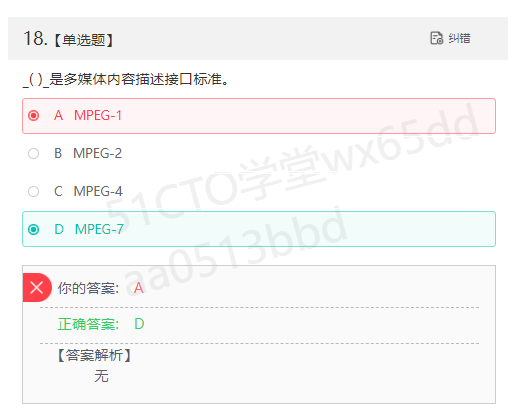 18.【单选题】
纠错
_( )_是多媒体内容描述接口标准。
A MPEG-1
B MPEG-2
C MPEG-4
D MPEG-7
51CTO学堂wx65dd
aa0513bbd
你的答案: A
正确答案: D
【答案解析】
无